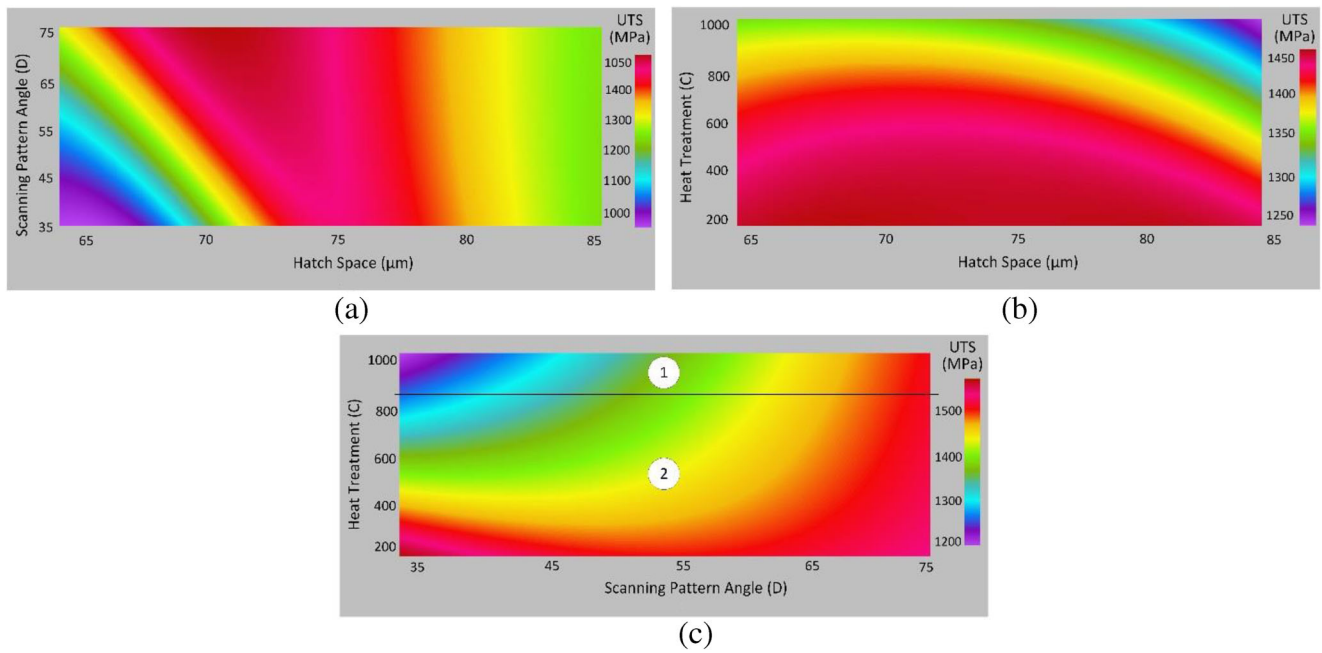 UTS
(MPa)
75
65
55
45
35
Scanning Pattern Angle (D)
1050
1400
1300
1200
1100
1000
65 70 75 80 85
Hatch Space (μm)
(a)
UTS
(MPa)
1000
800
600
400
200
Heat Treatment (C)
1450
1400
1350
1300
1250
65 70 75 80 85
Hatch Space (μm)
(b)
UTS
(MPa)
1000
800
600
400
200
Heat Treatment (C)
1
2
1500
1400
1300
1200
35 45 55 65 75
Scanning Pattern Angle (D)
(c)